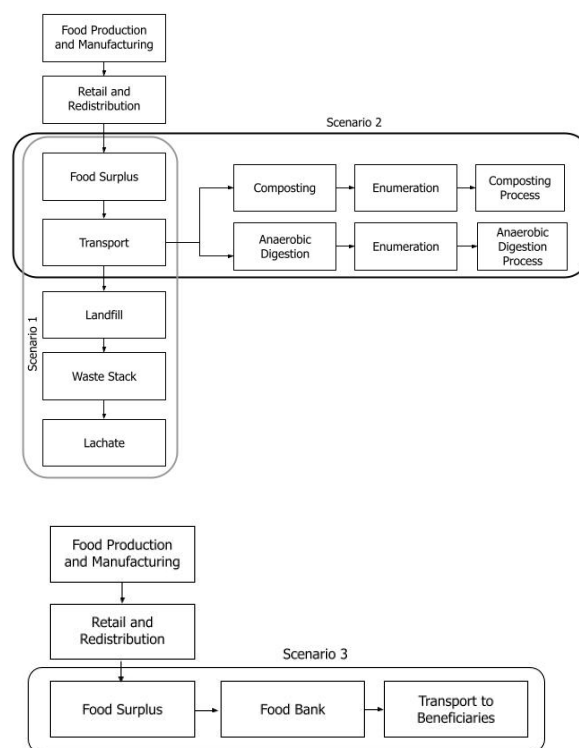 Food Production
and Manufacturing
Retail and
Redistribution
Scenario 2
Food Surplus
Composting
Enumeration
Composting
Process
Transport
Anaerobic
Digestion
Enumeration
Anaerobic
Digestion
Process
Scenario 1
Landfill
Waste Stack
Lachate
Food Production
and Manufacturing
Retail and
Redistribution
Scenario 3
Food Surplus
Food Bank
Transport to
Beneficiaries